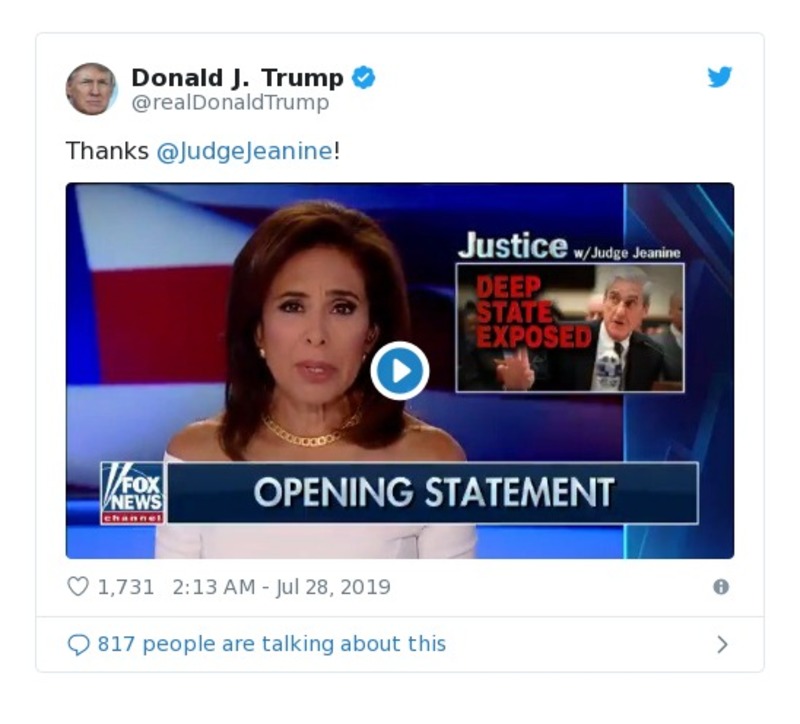 Donald J. Trump
@realDonaldTrump
Thanks @JudgeJeanine!
Justice w/Judge Jeanine
DEEP
STATE
EXPOSED
FOX
NEWS
channel
OPENING STATEMENT
1,731 2:13 AM - Jul 28, 2019
817 people are talking about this